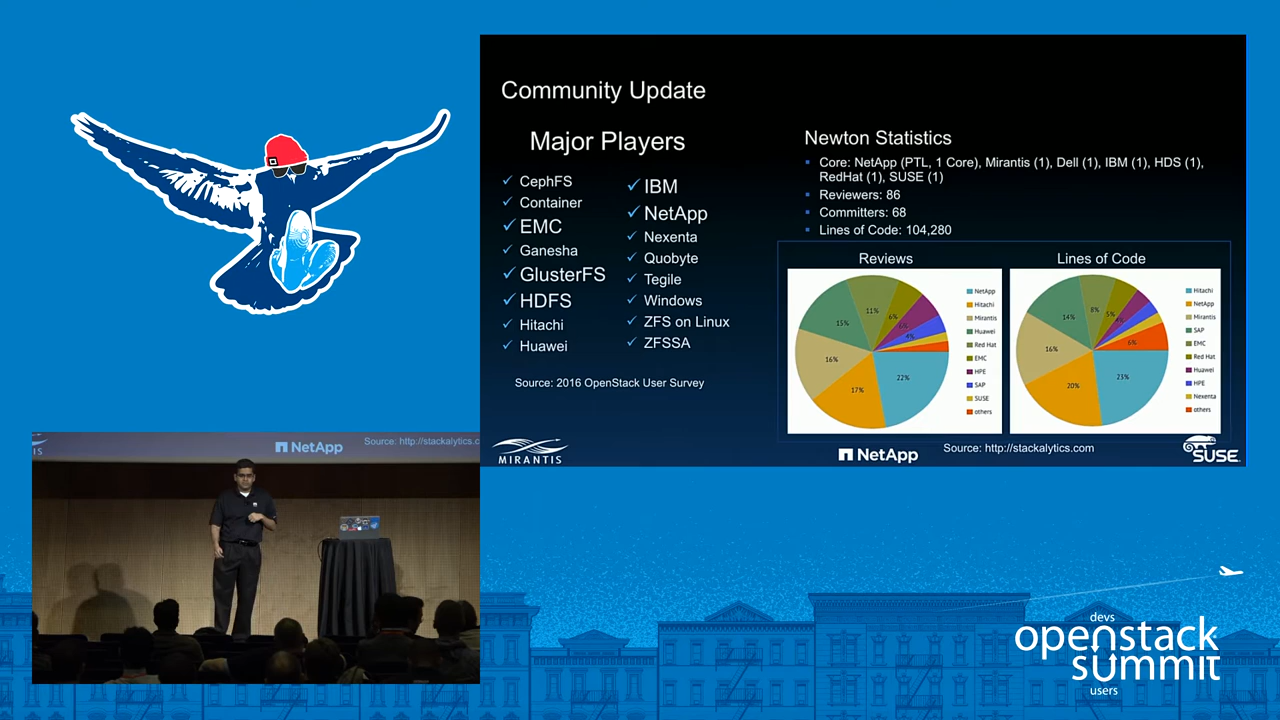 Community Update
Major Players
CephFS
Container
EMC
Ganesha
GlusterFS
HDFS
Hitachi
Huawei
IBM
NetApp
Nexenta
Quobyte
Tegile
Windows
ZFS on Linux
ZFSSA
Source: 2016 OpenStack User Survey
Newton Statistics
Core: NetApp (PTL, 1 Core), Mirantis (1), Dell (1), IBM (1), HDS (1),
RedHat (1), SUSE (1)
Reviewers: 86
Committers: 68
Lines of Code: 104,280
Reviews
22%
17%
16%
15%
11%
6%
6%
4%
NetApp
Hitachi
Mirantis
Huawei
Red Hat
EMC
HPE
SAP
SUSE
others
Lines of Code
23%
20%
16%
14%
8%
5%
6%
Hitachi
NetApp
Mirantis
SAP
EMC
Red Hat
Huawei
HPE
Nexenta
others
MIRANTIS
NetApp
Source: http://stackalytics.com
SUSE
IS
NetApp
Source: http://stackalytics.c
devs
openstack
summit
users